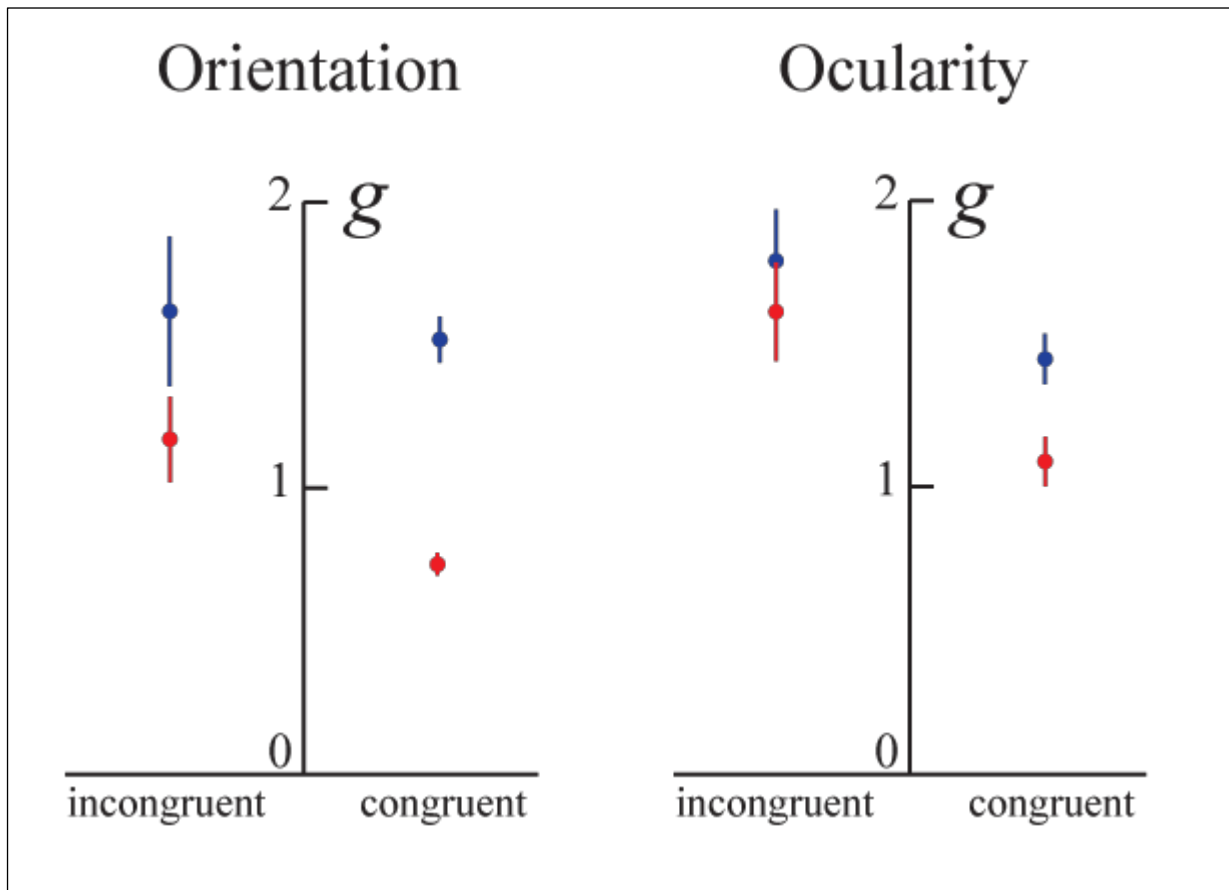 Orientation
Ocularity
2 g
1
0
incongruent congruent
2 g
1
0
incongruent congruent